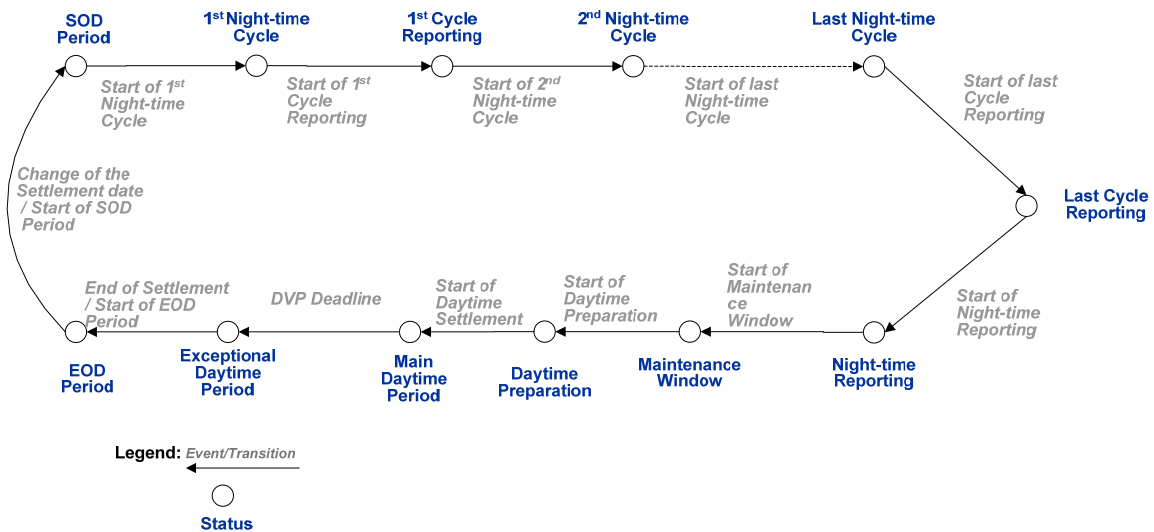 SOD
Period
1st Night-time
Cycle
1st Cycle
Reporting
2nd Night-time
Cycle
Last Night-time
Cycle
Start of 1st
Night-time
Cycle
Start of 1st
Cycle
Reporting
Start of 2nd
Night-time
Cycle
Start of last
Night-time
Cycle
Start of last
Cycle
Reporting
Change of the
Settlement date
/ Start of SOD
Period
Last Cycle
Reporting
End of Settlement
/ Start of EOD
Period
DVP Deadline
Start of
Daytime
Settlement
Start of
Daytime
Preparation
Start of
Maintenan
ce
Window
Start of
Night-time
Reporting
EOD
Period
Exceptional
Daytime
Period
Main
Daytime
Period
Daytime
Preparation
Maintenance
Window
Night-time
Reporting
Legend: Event/Transition
Status